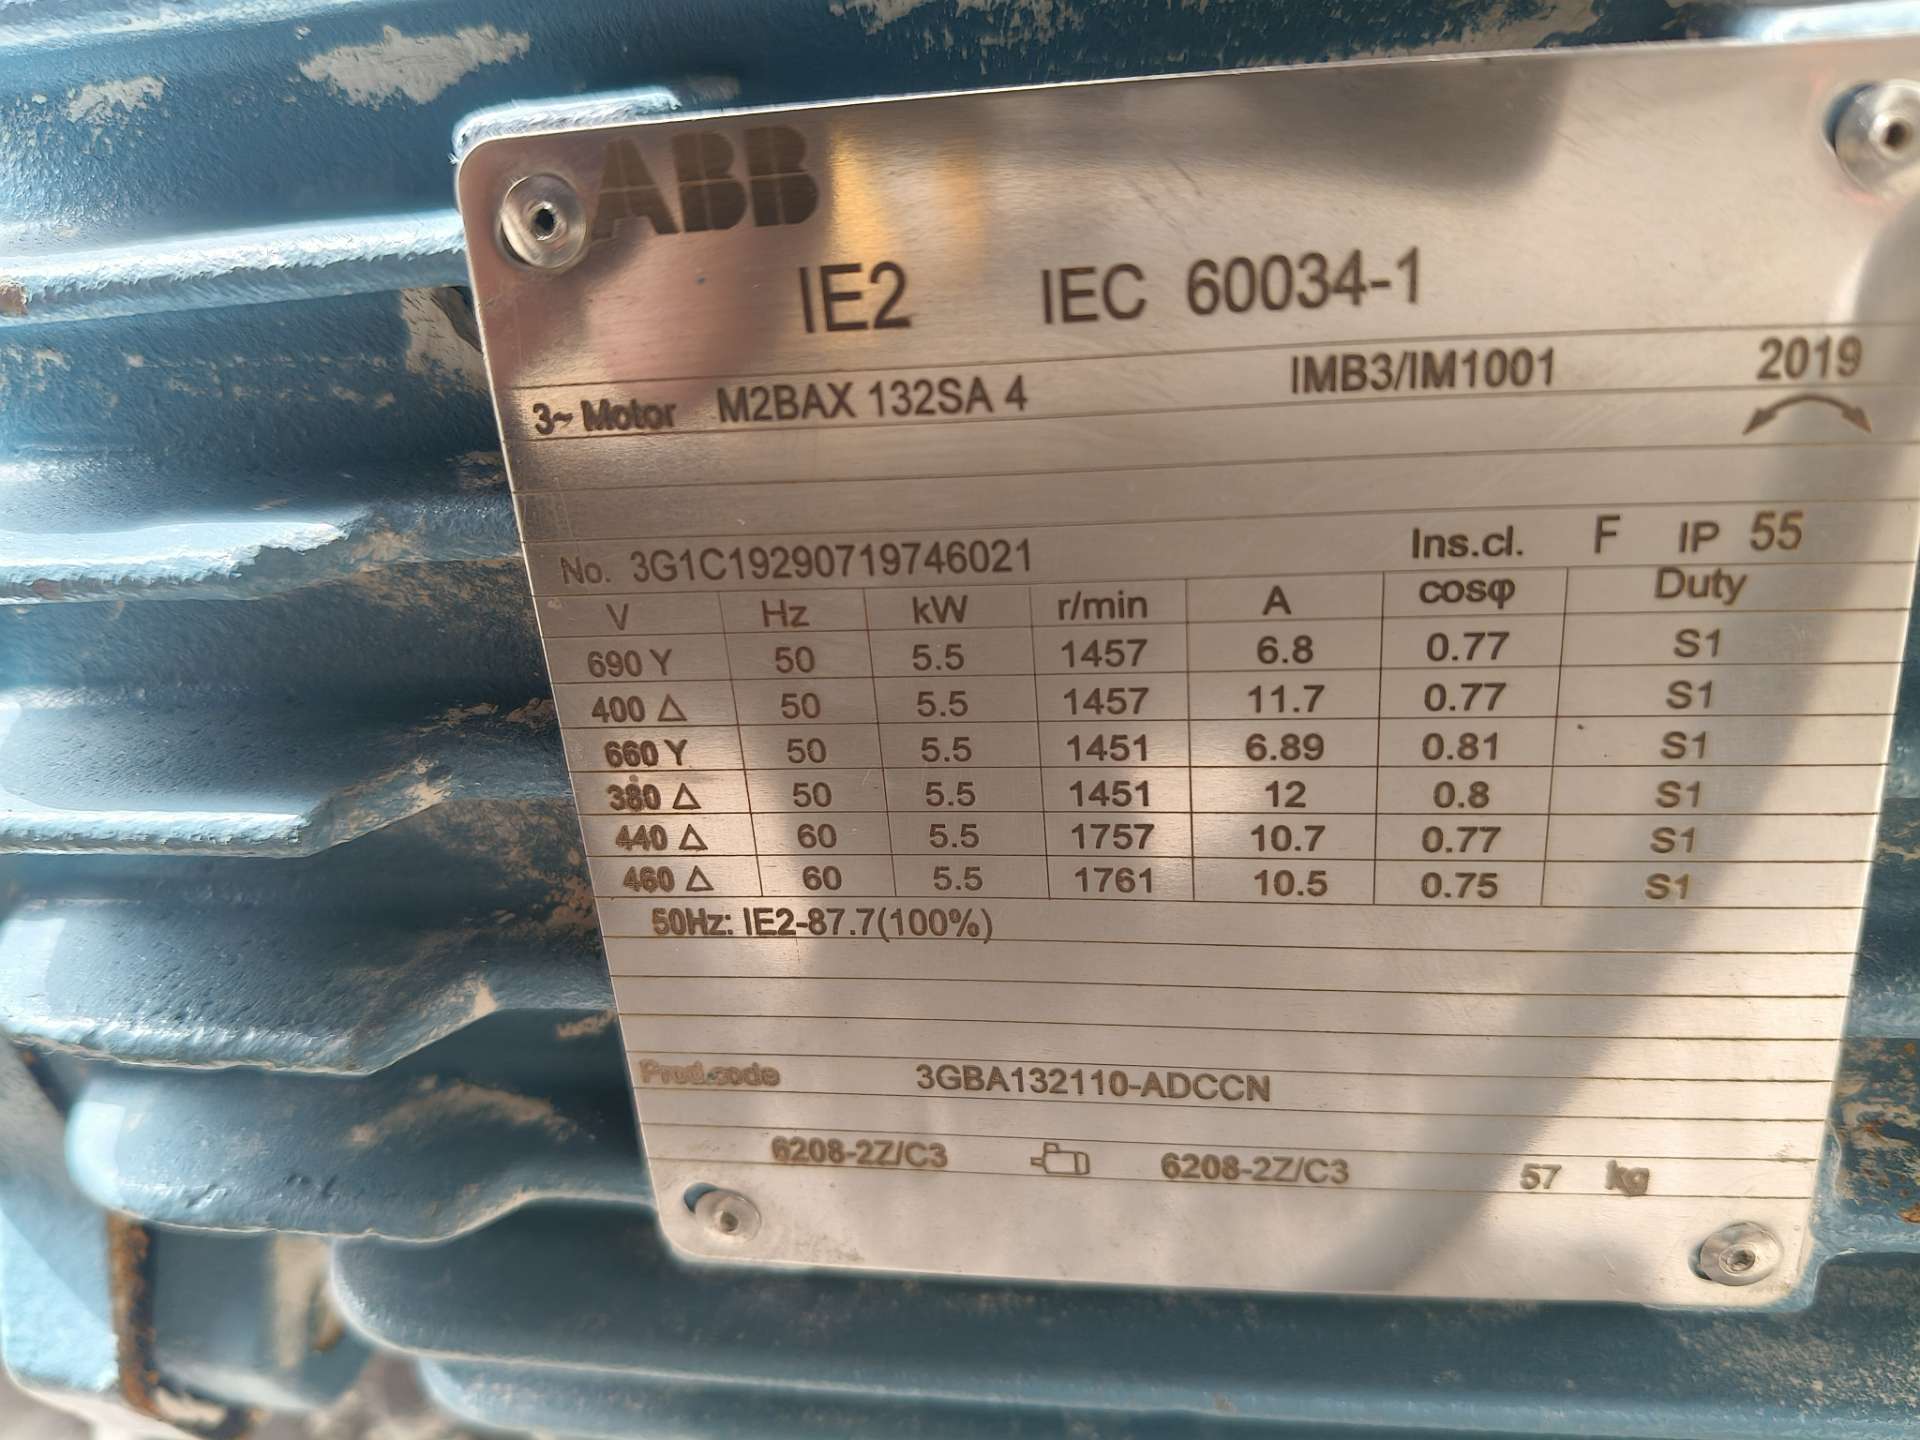 ABB
IE2 IEC 60034-1
3~ Motor M2BAX 132SA 4 IMB3/IM1001 2019
No. 3G1C19290719746021 Ins.cl. F IP 55
V Hz kW r/min A cosφ Duty
690 Y 50 5.5 1457 6.8 0.77 S1
400 △ 50 5.5 1457 11.7 0.77 S1
660 Y 50 5.5 1451 6.89 0.81 S1
380 △ 50 5.5 1451 12 0.8 S1
440 △ 60 5.5 1757 10.7 0.77 S1
460 △ 60 5.5 1761 10.5 0.75 S1
50Hz: IE2-87.7(100%)
Prod.code 3GBA132110-ADCCN
6208-2Z/C3 6208-2Z/C3 57 kg